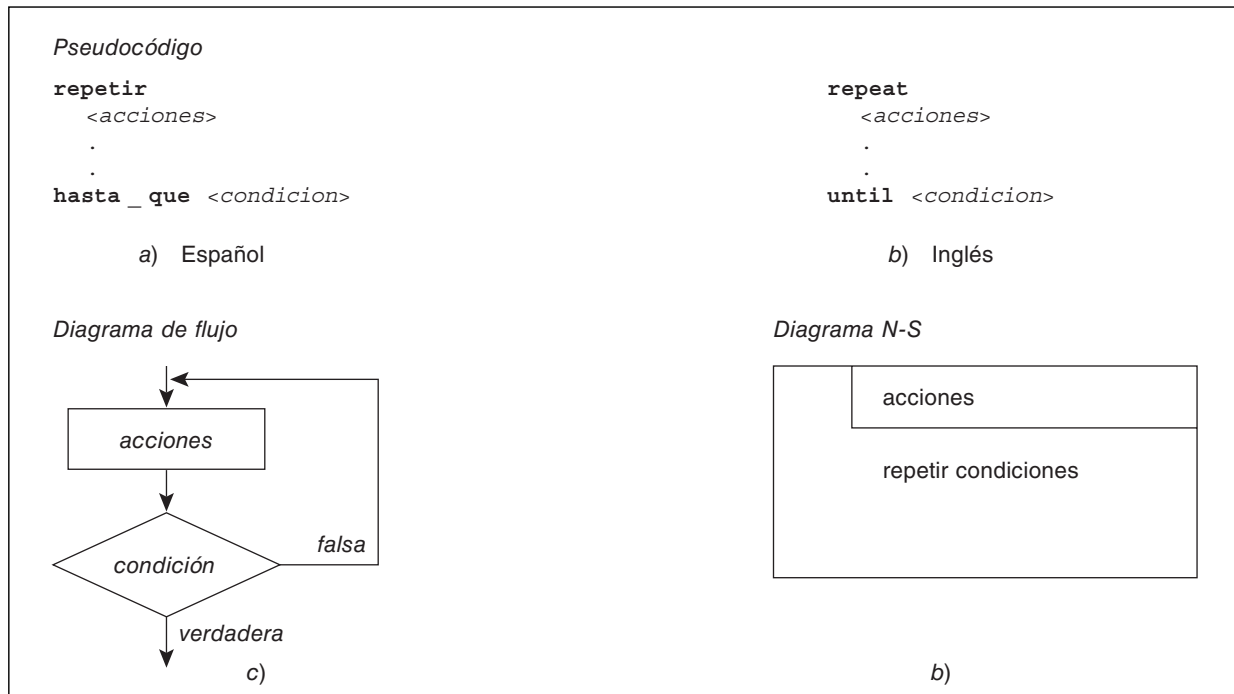 Pseudocódigo
repetir
<acciones>
.
.
hasta _ que <condicion>
a) Español
repeat
<acciones>
.
.
until <condicion>
b) Inglés
Diagrama de flujo
acciones
condición
falsa
verdadera
c)
Diagrama N-S
acciones
repetir condiciones
b)